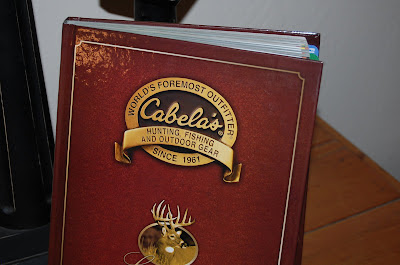 WORLD'S FOREMOST OUTFITTER
Cabela's®
HUNTING, FISHING
AND OUTDOOR GEAR
SINCE 1961